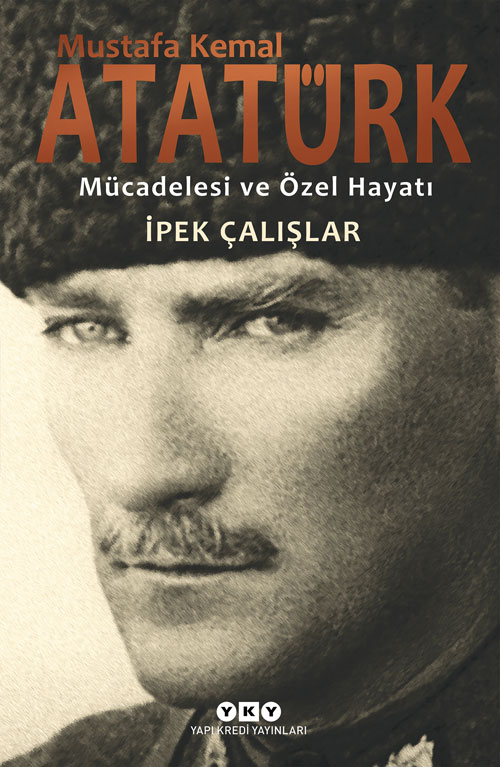 Mustafa Kemal
ATATÜRK
Mücadelesi ve Özel Hayatı
İPEK ÇALIŞLAR
YKY
YAPI KREDİ YAYINLARI